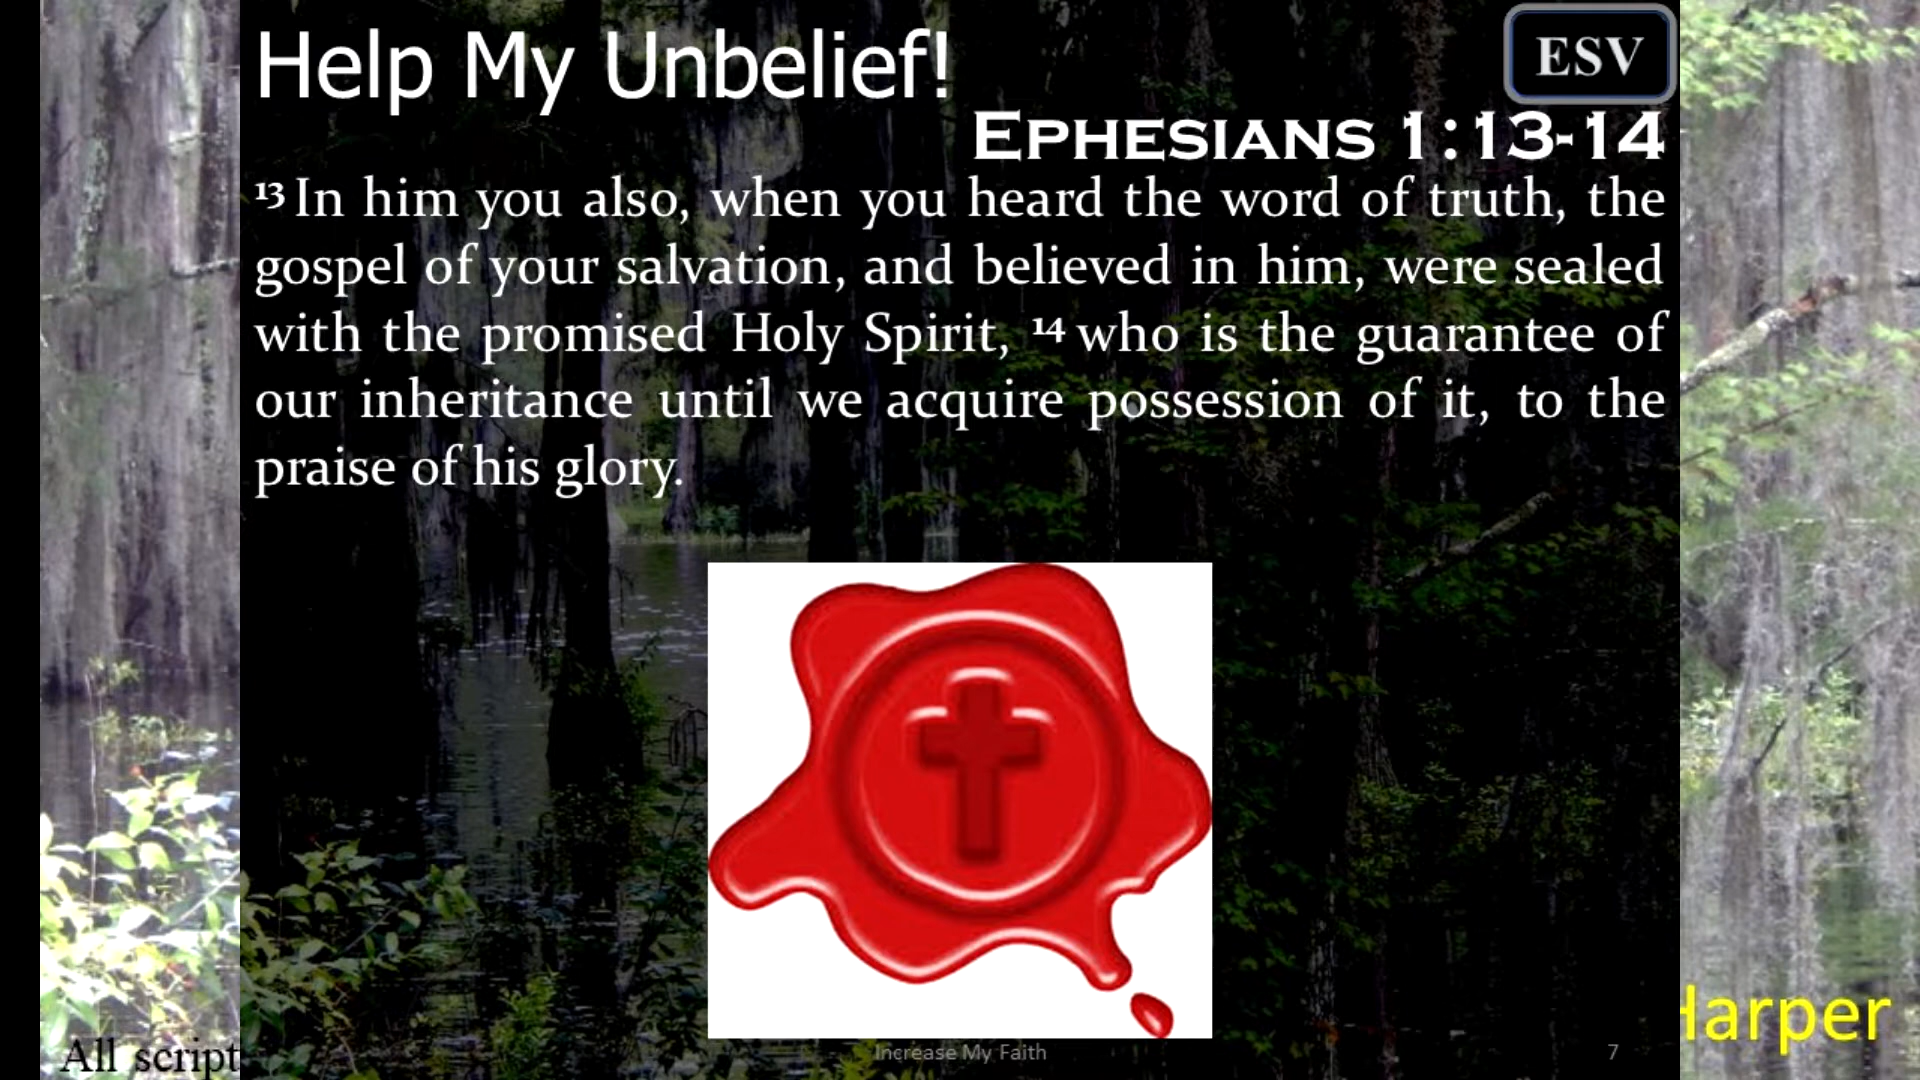 Help My Unbelief!
ESV
Ephesians 1:13-14
¹³ In him you also, when you heard the word of truth, the
gospel of your salvation, and believed in him, were sealed
with the promised Holy Spirit, ¹⁴ who is the guarantee of
our inheritance until we acquire possession of it, to the
praise of his glory.
Harper
All script
Increase My Faith
7